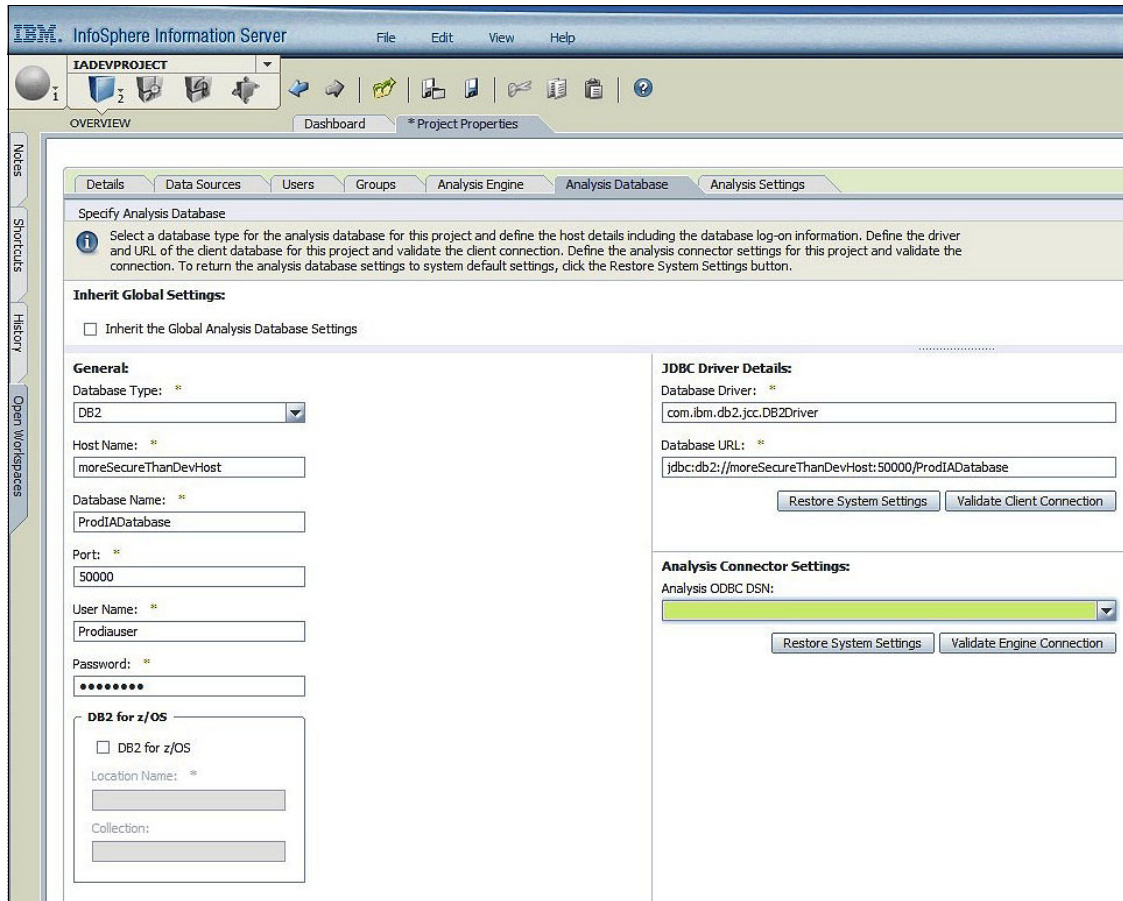 IBM. InfoSphere Information Server File Edit View Help
IADEVPROJECT
1 2
OVERVIEW Dashboard * Project Properties
Notes
Shortcuts
History
Open Workspaces
Details Data Sources Users Groups Analysis Engine Analysis Database Analysis Settings
Specify Analysis Database
Select a database type for the analysis database for this project and define the host details including the database log-on information. Define the driver
and URL of the client database for this project and validate the client connection. Define the analysis connector settings for this project and validate the
connection. To return the analysis database settings to system default settings, click the Restore System Settings button.
Inherit Global Settings:
Inherit the Global Analysis Database Settings
General:
Database Type: *
DB2
Host Name: *
moreSecureThanDevHost
Database Name: *
ProdIADatabase
Port: *
50000
User Name: *
Prodiauser
Password: *
●●●●●●●●
DB2 for z/OS
DB2 for z/OS
Location Name: *
Collection:
JDBC Driver Details:
Database Driver: *
com.ibm.db2.jcc.DB2Driver
Database URL: *
jdbc:db2://moreSecureThanDevHost:50000/ProdIADatabase
Restore System Settings Validate Client Connection
Analysis Connector Settings:
Analysis ODBC DSN:
Restore System Settings Validate Engine Connection